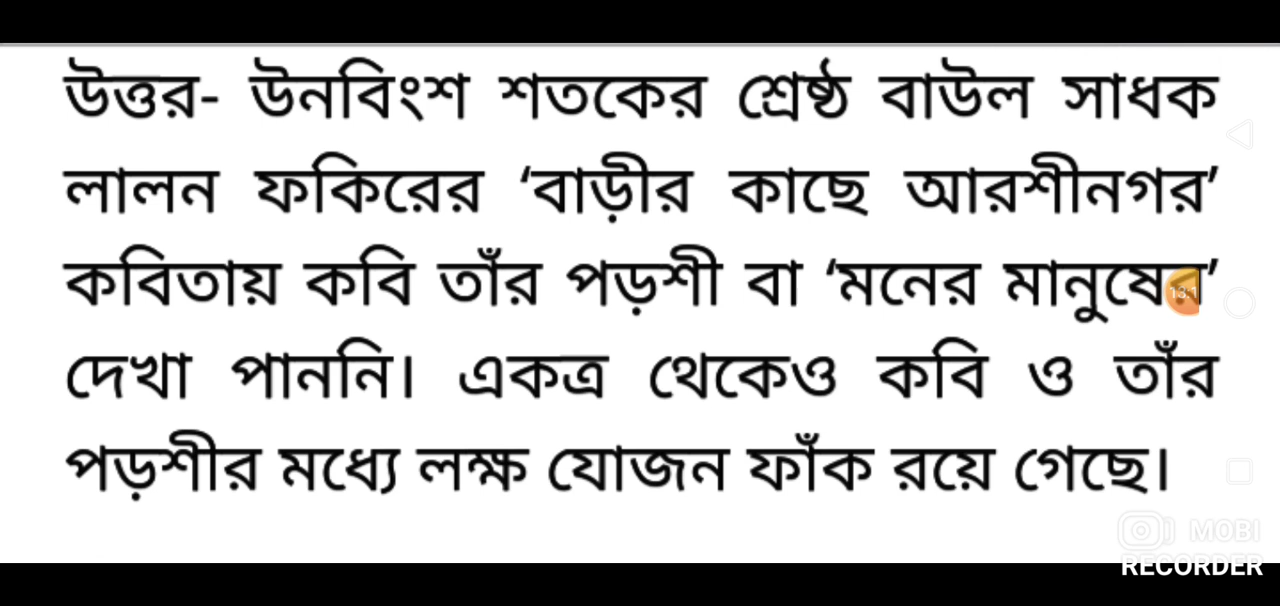 উত্তর- উনবিংশ শতকের শ্রেষ্ঠ বাউল সাধক
লালন ফকিরের ‘বাড়ীর কাছে আরশীনগর’
কবিতায় কবি তাঁর পড়শী বা ‘মনের মানুষের’
দেখা পাননি। একত্র থেকেও কবি ও তাঁর
পড়শীর মধ্যে লক্ষ যোজন ফাঁক রয়ে গেছে।
MOBI
RECORDER